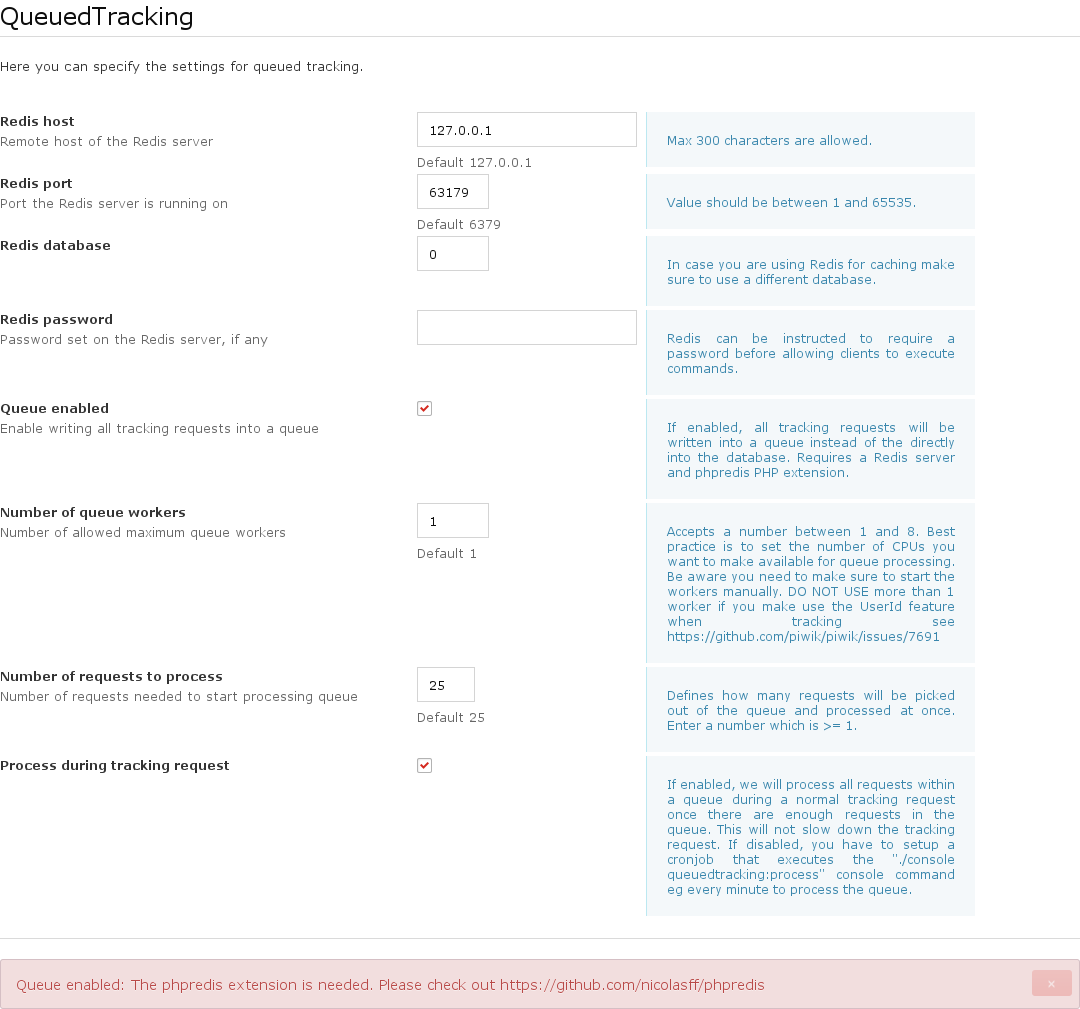 QueuedTracking
Here you can specify the settings for queued tracking.
Redis host
Remote host of the Redis server
127.0.0.1
Default 127.0.0.1
Max 300 characters are allowed.
Redis port
Port the Redis server is running on
63179
Default 6379
Value should be between 1 and 65535.
Redis database
0
In case you are using Redis for caching make
sure to use a different database.
Redis password
Password set on the Redis server, if any
Redis can be instructed to require a
password before allowing clients to execute
commands.
Queue enabled
Enable writing all tracking requests into a queue
If enabled, all tracking requests will be
written into a queue instead of the directly
into the database. Requires a Redis server
and phpredis PHP extension.
Number of queue workers
Number of allowed maximum queue workers
1
Default 1
Accepts a number between 1 and 8. Best
practice is to set the number of CPUs you
want to make available for queue processing.
Be aware you need to make sure to start the
workers manually. DO NOT USE more than 1
worker if you make use the UserId feature
when tracking see
https://github.com/piwik/piwik/issues/7691
Number of requests to process
Number of requests needed to start processing queue
25
Default 25
Defines how many requests will be picked
out of the queue and processed at once.
Enter a number which is >= 1.
Process during tracking request
If enabled, we will process all requests within
a queue during a normal tracking request
once there are enough requests in the
queue. This will not slow down the tracking
request. If disabled, you have to setup a
cronjob that executes the "./console
queuedtracking:process" console command
eg every minute to process the queue.
Queue enabled: The phpredis extension is needed. Please check out https://github.com/nicolasff/phpredis
×